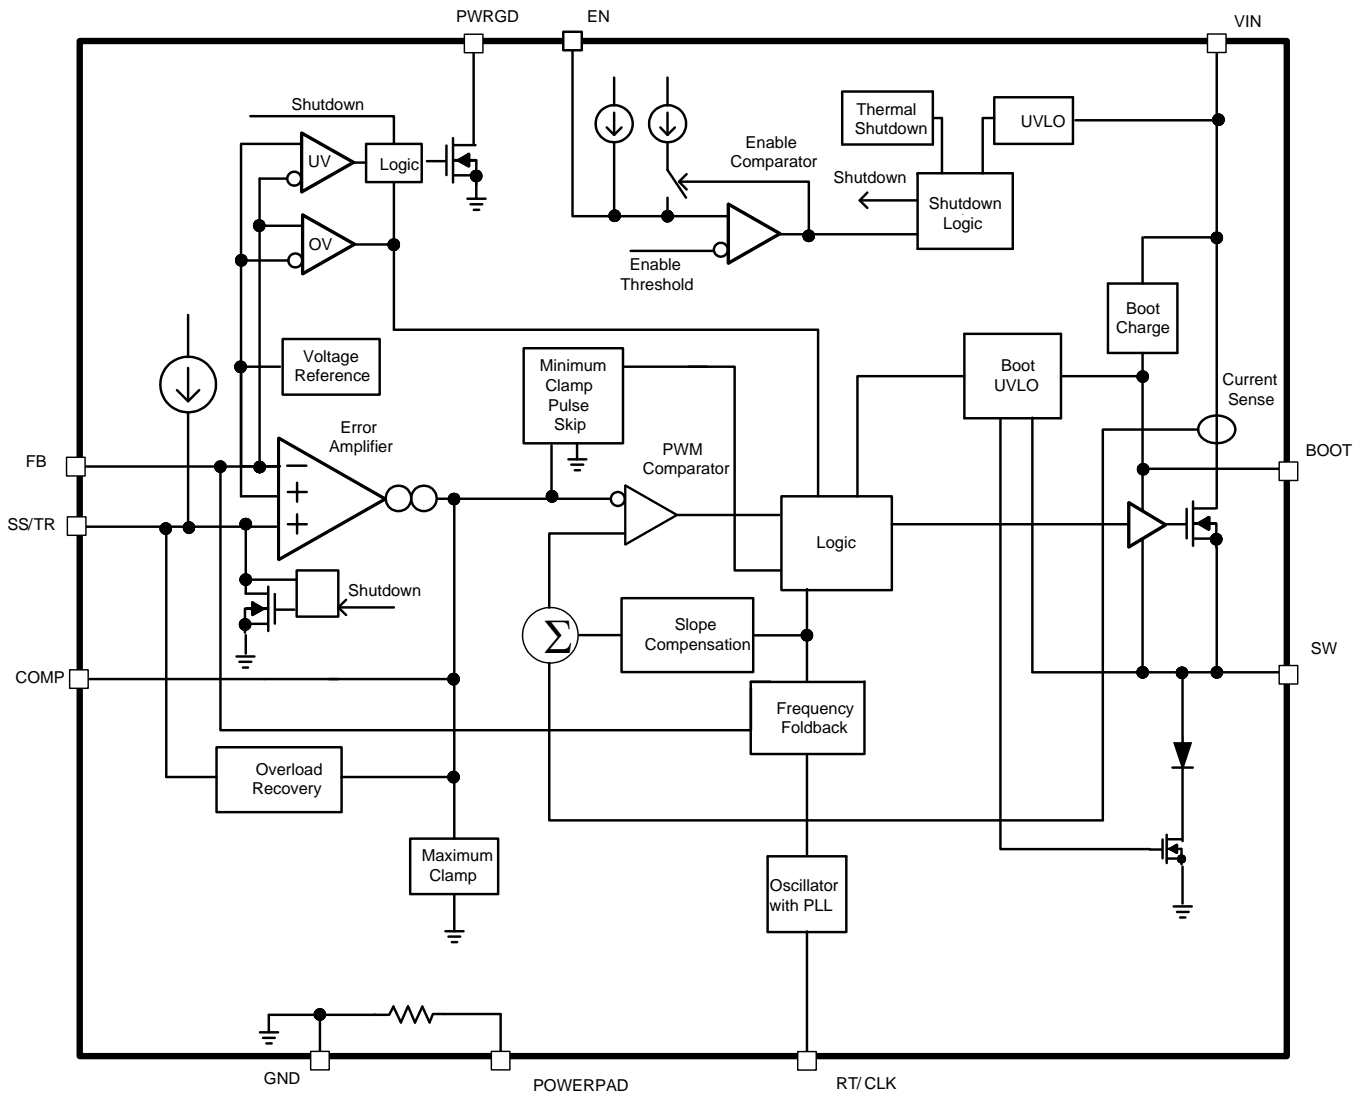 PWRGD
EN
VIN
Shutdown
UV
Logic
OV
Enable
Comparator
Thermal
Shutdown
UVLO
Shutdown
Shutdown
Logic
Enable
Threshold
Boot
Charge
Voltage
Reference
Minimum
Clamp
Pulse
Skip
Boot
UVLO
Current
Sense
Error
Amplifier
PWM
Comparator
FB
BOOT
SS/TR
−
+
+
Logic
Shutdown
Σ
Slope
Compensation
SW
COMP
Frequency
Foldback
Overload
Recovery
Maximum
Clamp
Oscillator
with PLL
GND
POWERPAD
RT/CLK